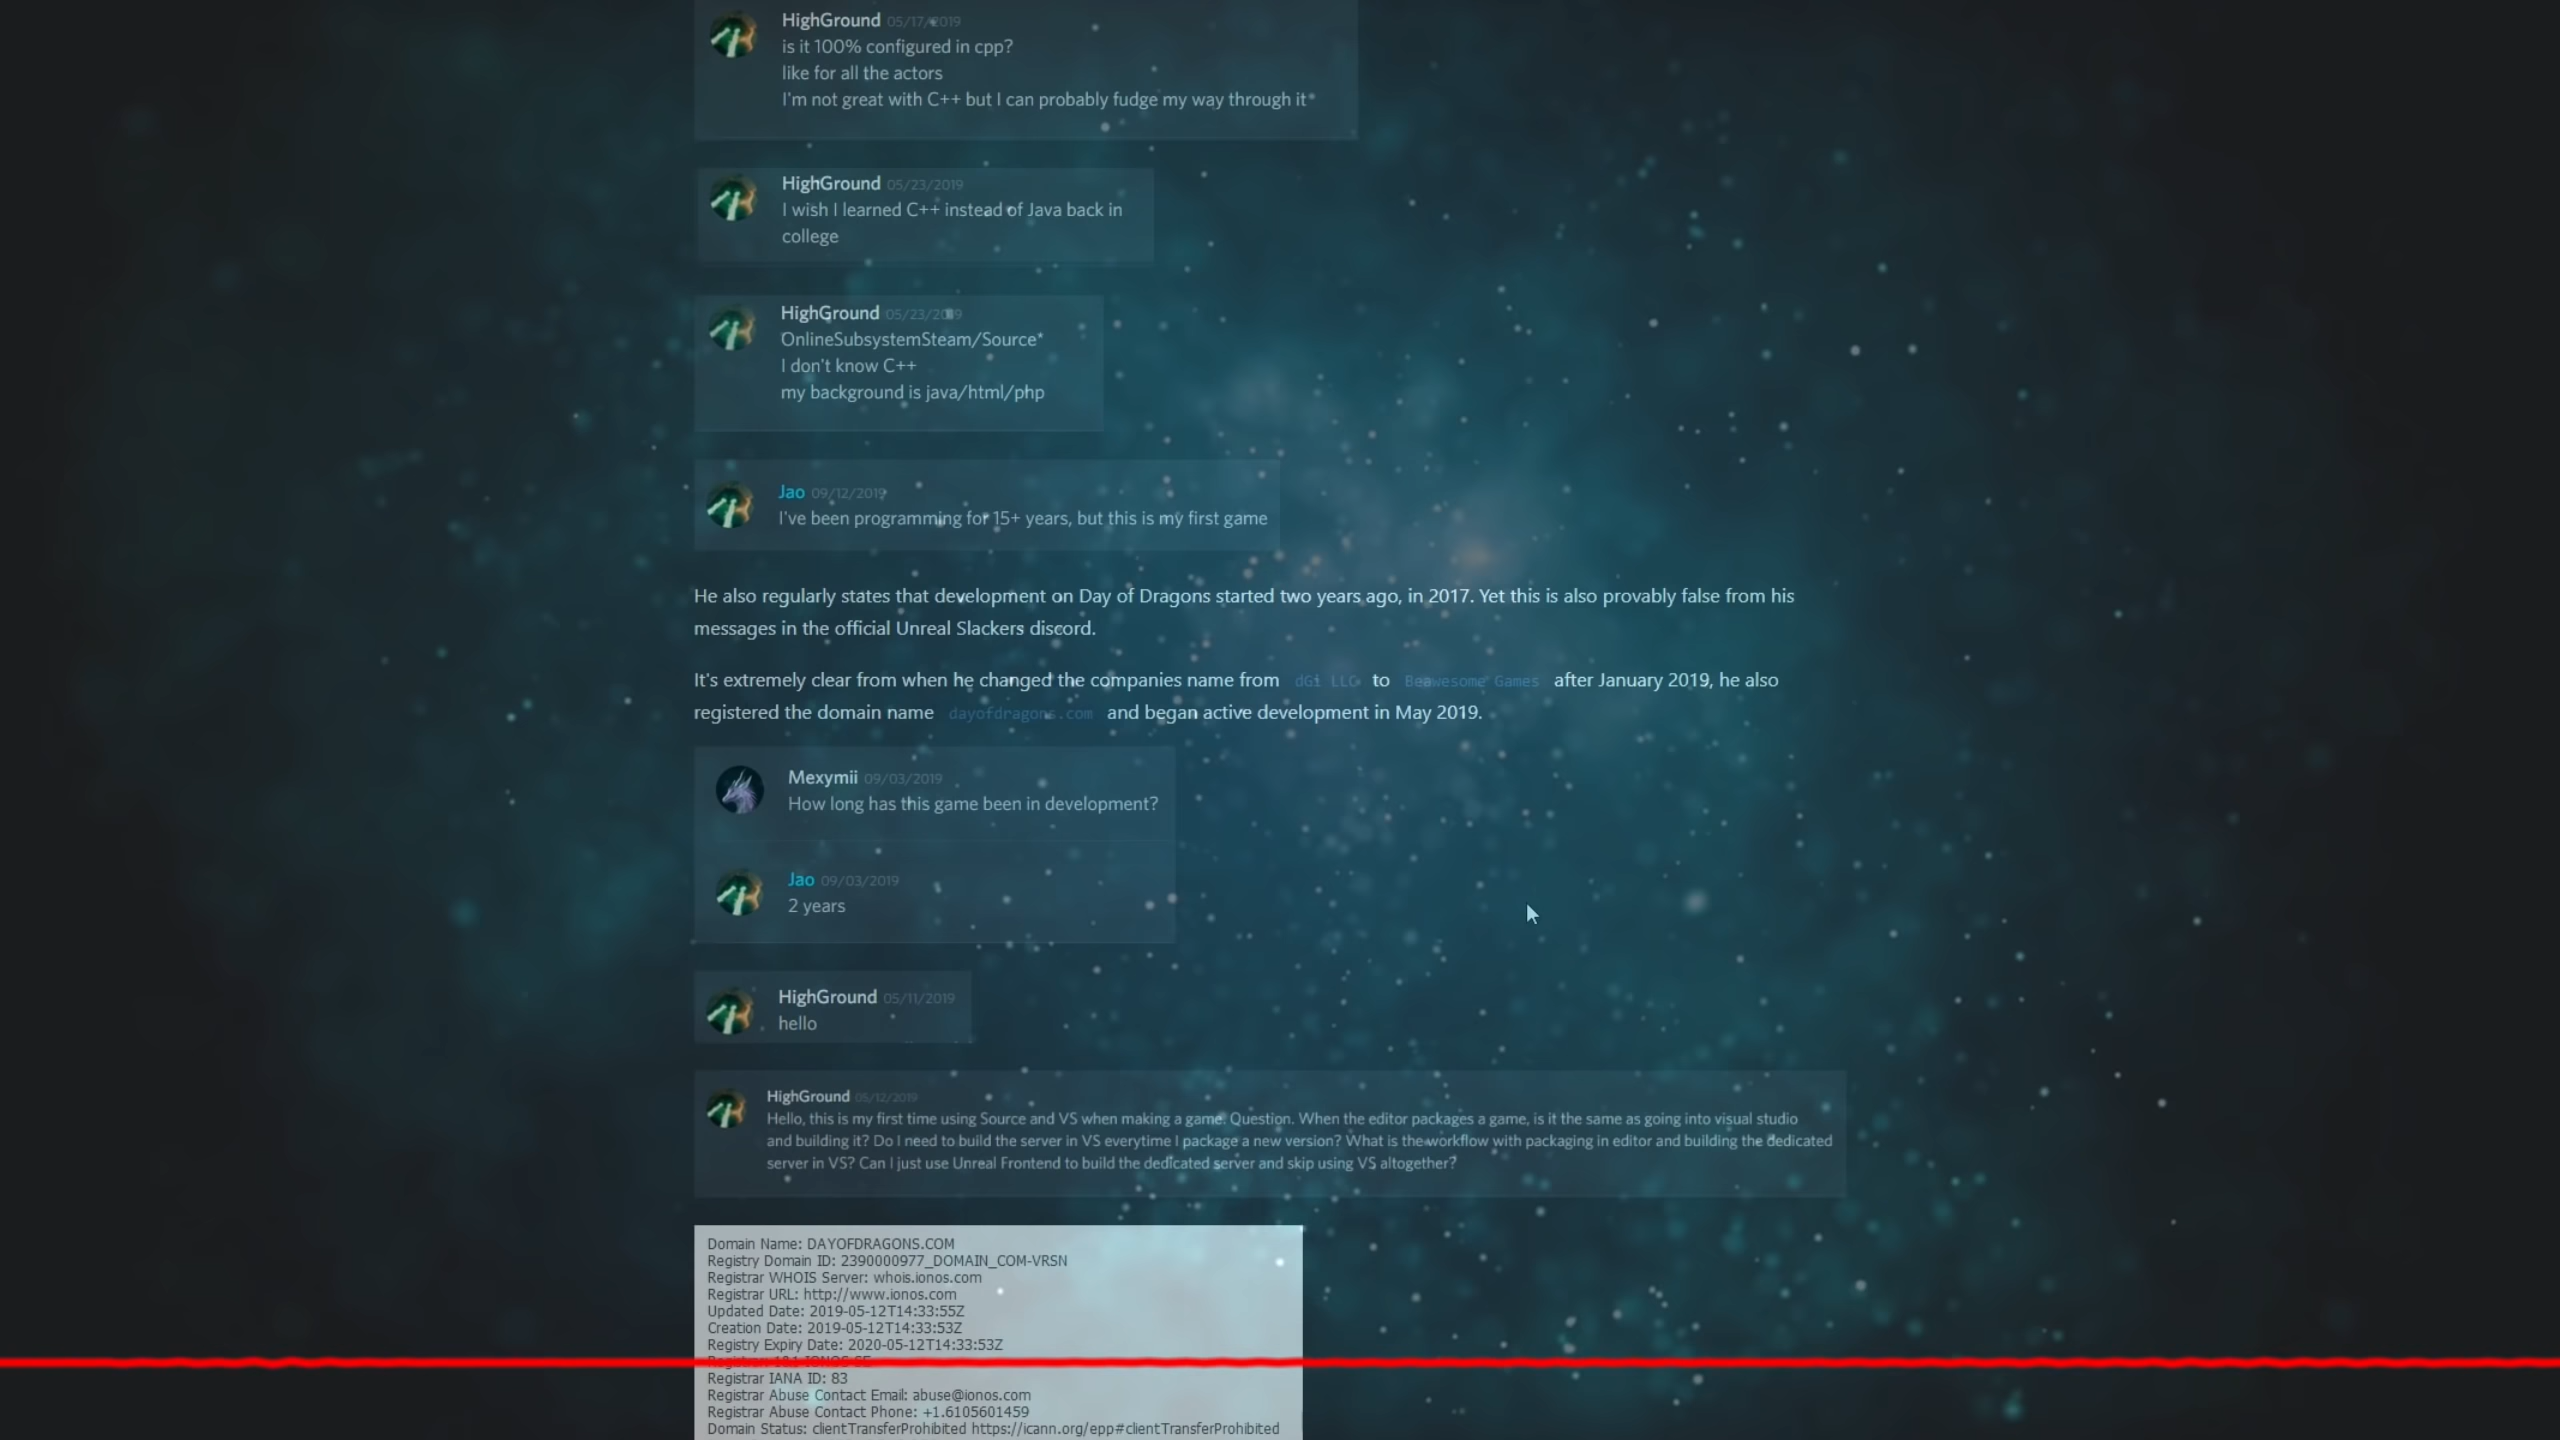 HighGround 05/17/2019
is it 100% configured in cpp?
like for all the actors
I'm not great with C++ but I can probably fudge my way through it*
HighGround 05/23/2019
I wish I learned C++ instead of Java back in
college
HighGround 05/23/2019
OnlineSubsystemSteam/Source*
I don't know C++
my background is java/html/php
Jao 09/12/2019
I've been programming for 15+ years, but this is my first game
He also regularly states that development on Day of Dragons started two years ago, in 2017. Yet this is also provably false from his
messages in the official Unreal Slackers discord.
It's extremely clear from when he changed the companies name from dGi LLC to Beawesome Games after January 2019, he also
registered the domain name dayofdragons.com and began active development in May 2019.
Mexymii 09/03/2019
How long has this game been in development?
Jao 09/03/2019
2 years
HighGround 05/11/2019
hello
HighGround 05/12/2019
Hello, this is my first time using Source and VS when making a game. Question. When the editor packages a game, is it the same as going into visual studio
and building it? Do I need to build the server in VS everytime I package a new version? What is the workflow with packaging in editor and building the dedicated
server in VS? Can I just use Unreal Frontend to build the dedicated server and skip using VS altogether?
Domain Name: DAYOFDRAGONS.COM
Registry Domain ID: 2390000977_DOMAIN_COM-VRSN
Registrar WHOIS Server: whois.ionos.com
Registrar URL: http://www.ionos.com
Updated Date: 2019-05-12T14:33:55Z
Creation Date: 2019-05-12T14:33:53Z
Registry Expiry Date: 2020-05-12T14:33:53Z
Registrar IANA ID: 83
Registrar Abuse Contact Email: abuse@ionos.com
Registrar Abuse Contact Phone: +1.6105601459
Domain Status: clientTransferProhibited https://icann.org/epp#clientTransferProhibited